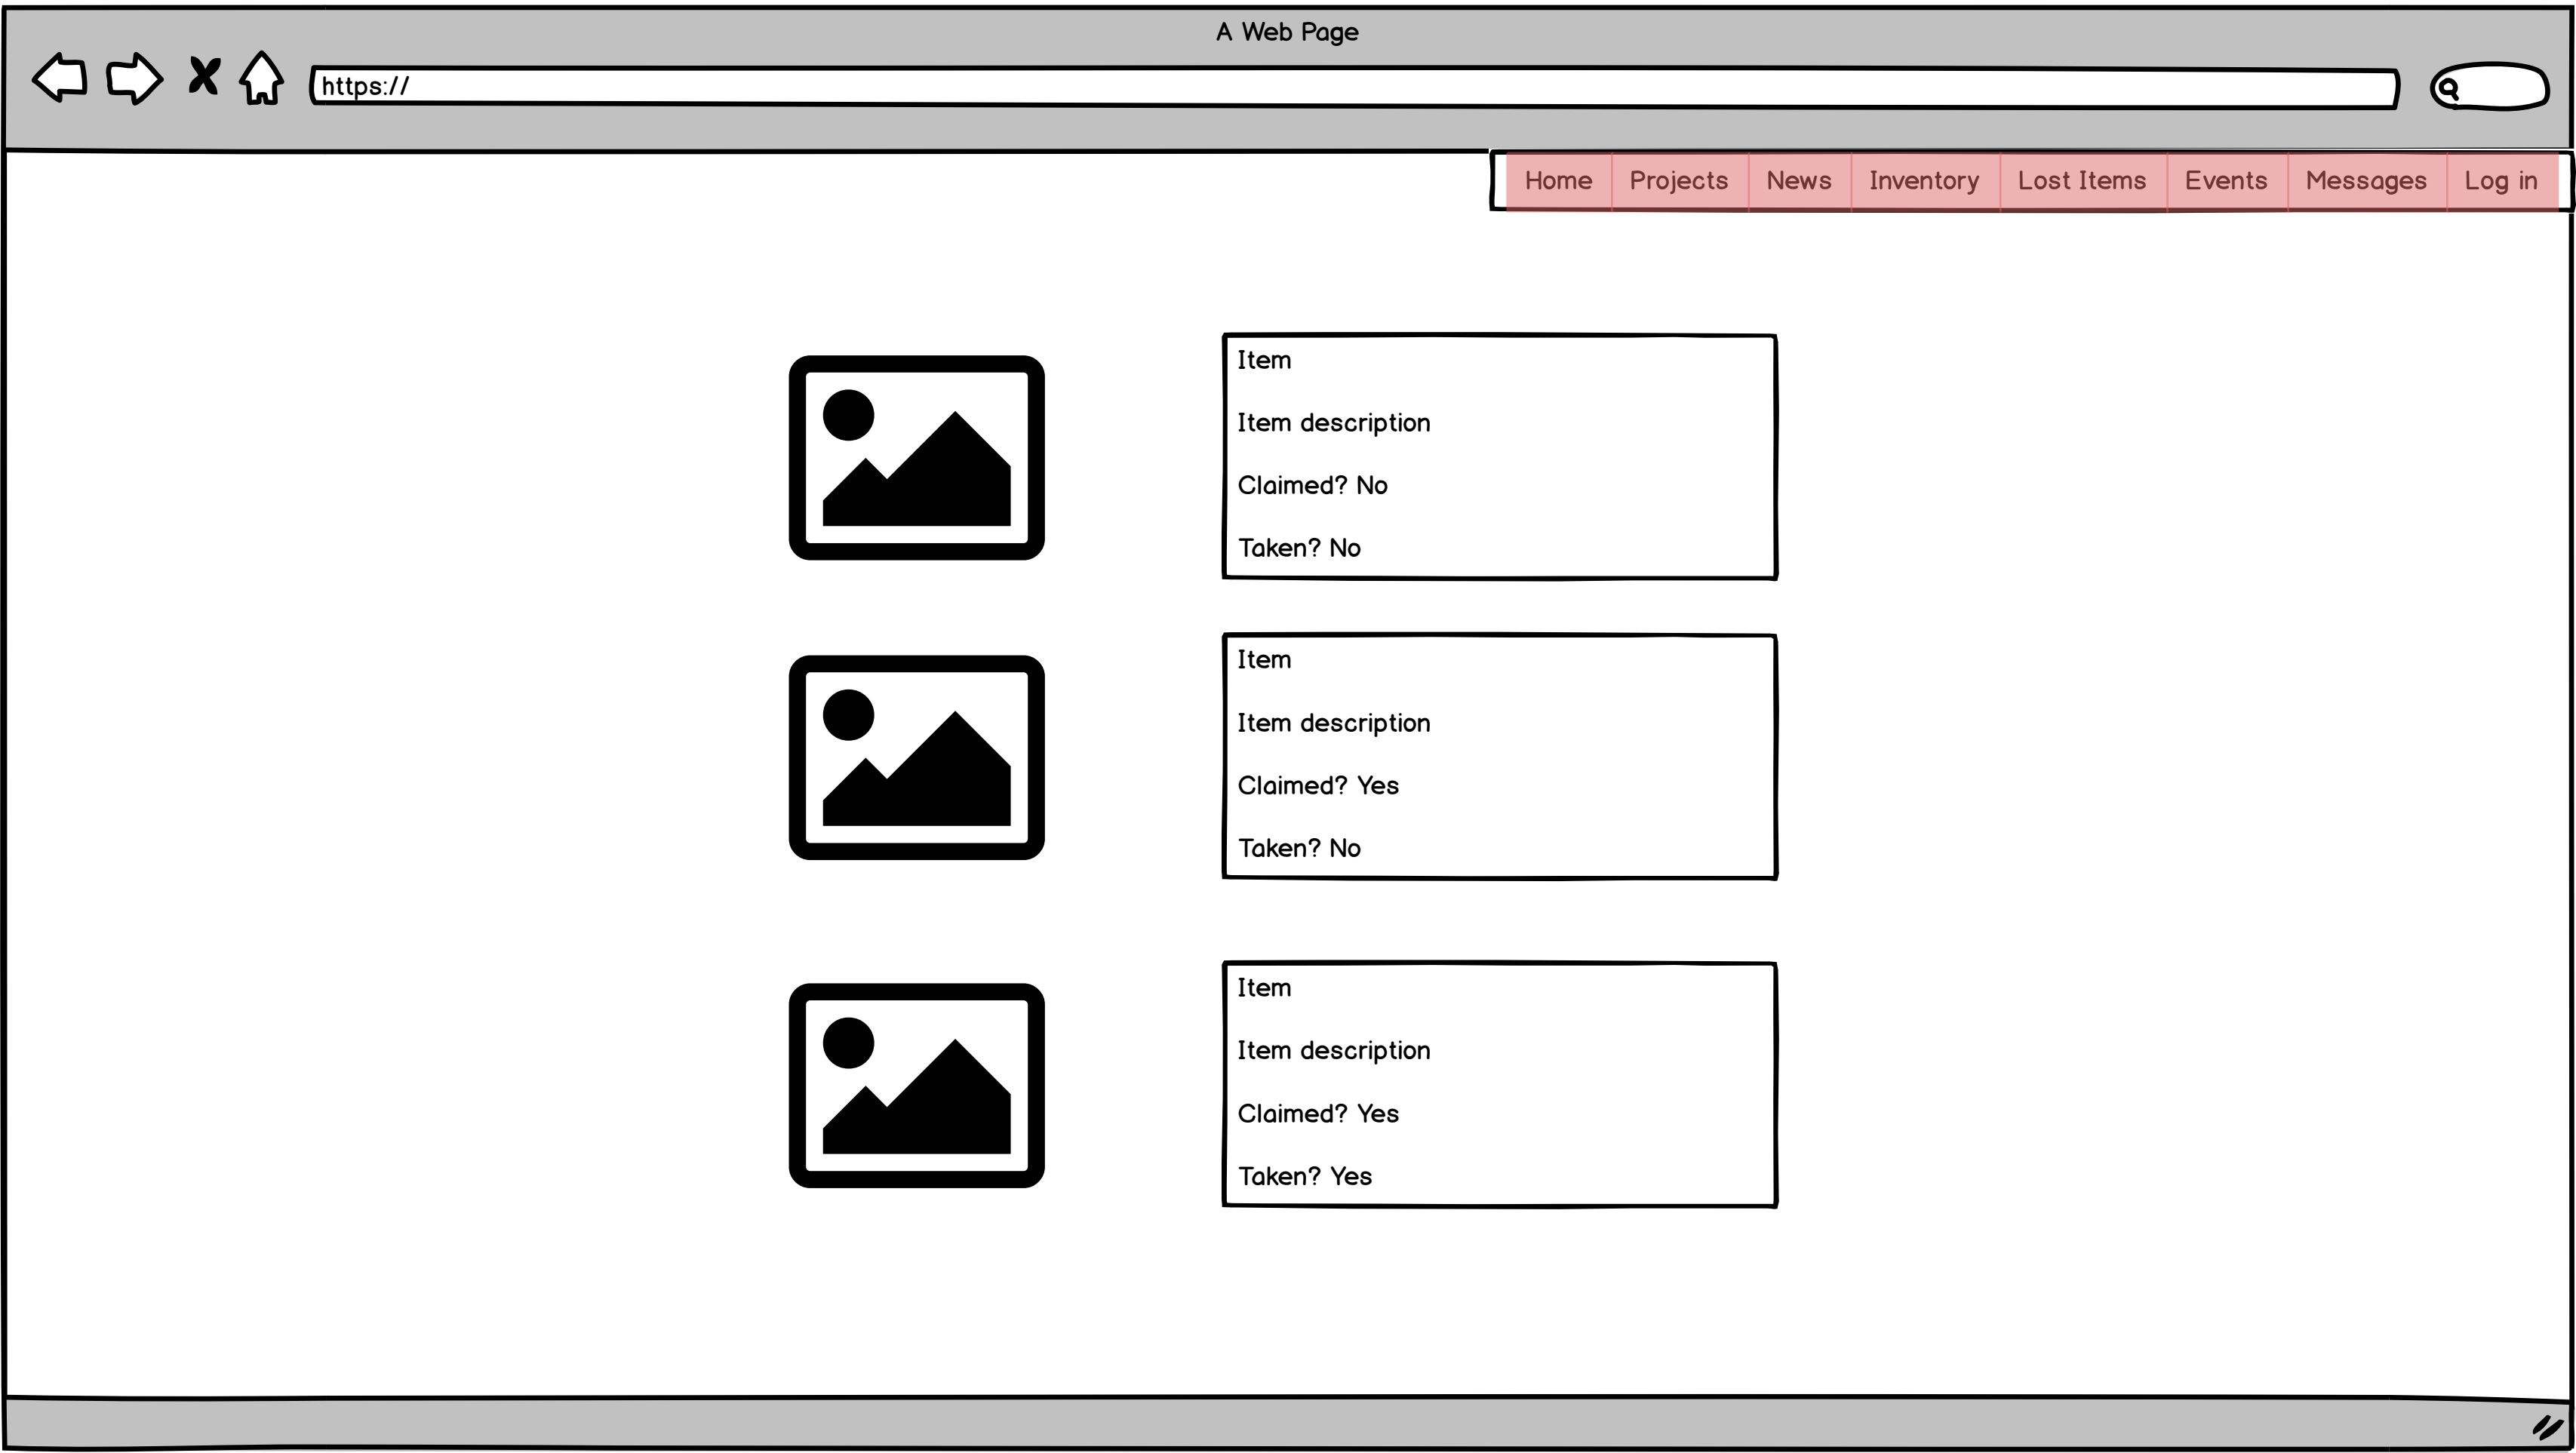 A Web Page
https://
Home Projects News Inventory Lost Items Events Messages Log in
Item
Item description
Claimed? No
Taken? No
Item
Item description
Claimed? Yes
Taken? No
Item
Item description
Claimed? Yes
Taken? Yes